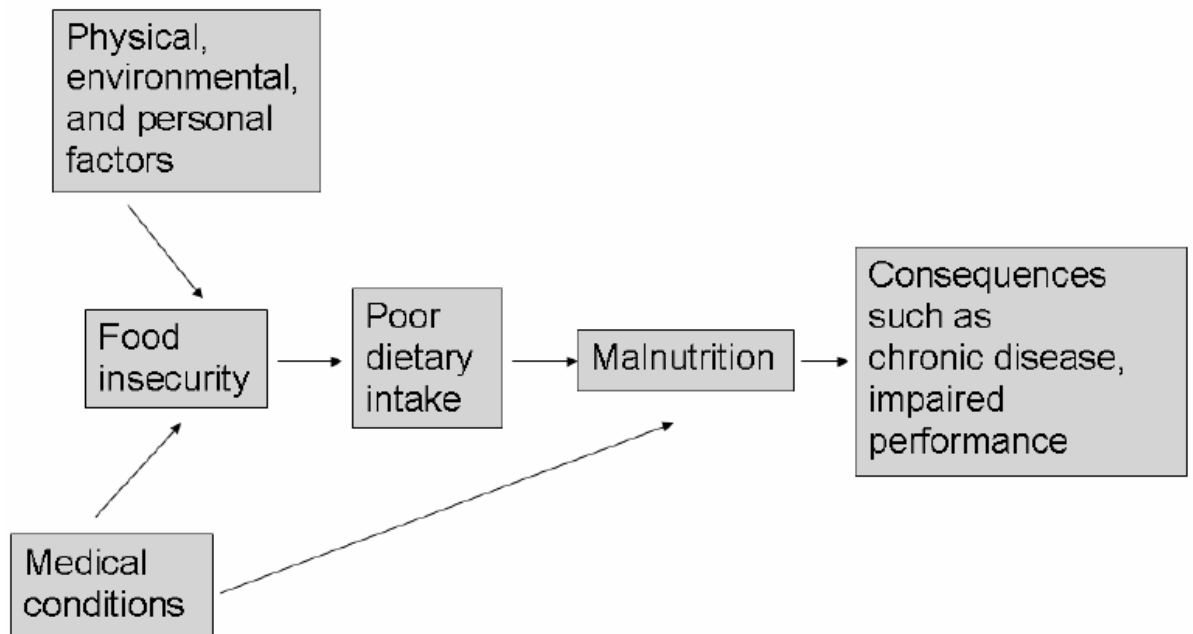 Physical,
environmental,
and personal
factors
Food
insecurity
Poor
dietary
intake
Malnutrition
Consequences
such as
chronic disease,
impaired
performance
Medical
conditions